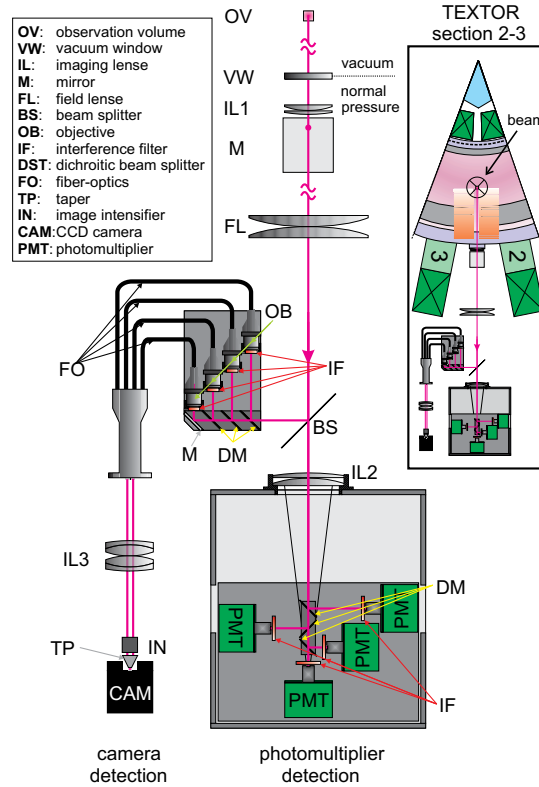 OV: observation volume
VW: vacuum window
IL: imaging lense
M: mirror
FL: field lense
BS: beam splitter
OB: objective
IF: interference filter
DST: dichroitic beam splitter
FO: fiber-optics
TP: taper
IN: image intensifier
CAM:CCD camera
PMT:photomultiplier
OV
VW
vacuum
normal
pressure
IL1
M
FL
TEXTOR
section 2-3
beam
3
2
OB
FO
IF
BS
M
DM
IL2
IL3
DM
PMT
PMT
PMT
PMT
TP
IN
CAM
IF
camera
detection
photomultiplier
detection